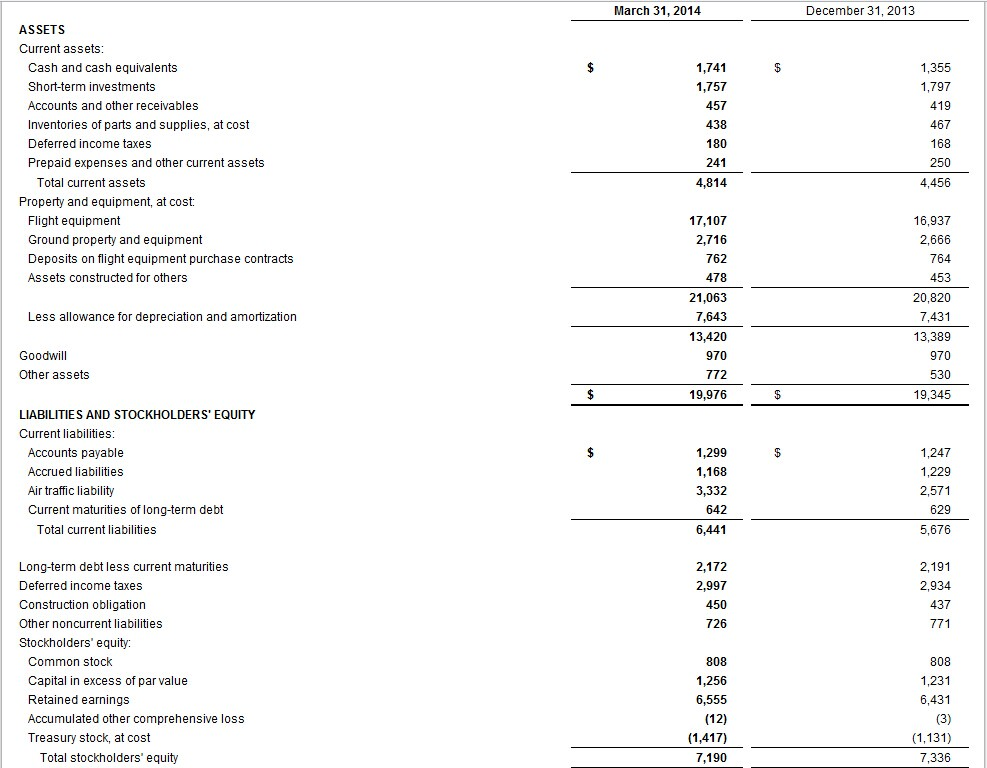 March 31, 2014 December 31, 2013
ASSETS
Current assets:
Cash and cash equivalents $ 1,741 $ 1,355
Short-term investments 1,757 1,797
Accounts and other receivables 457 419
Inventories of parts and supplies, at cost 438 467
Deferred income taxes 180 168
Prepaid expenses and other current assets 241 250
Total current assets 4,814 4,456
Property and equipment, at cost:
Flight equipment 17,107 16,937
Ground property and equipment 2,716 2,666
Deposits on flight equipment purchase contracts 762 764
Assets constructed for others 478 453
21,063 20,820
Less allowance for depreciation and amortization 7,643 7,431
13,420 13,389
Goodwill 970 970
Other assets 772 530
$ 19,976 $ 19,345
LIABILITIES AND STOCKHOLDERS' EQUITY
Current liabilities:
Accounts payable $ 1,299 $ 1,247
Accrued liabilities 1,168 1,229
Air traffic liability 3,332 2,571
Current maturities of long-term debt 642 629
Total current liabilities 6,441 5,676
Long-term debt less current maturities 2,172 2,191
Deferred income taxes 2,997 2,934
Construction obligation 450 437
Other noncurrent liabilities 726 771
Stockholders' equity:
Common stock 808 808
Capital in excess of par value 1,256 1,231
Retained earnings 6,555 6,431
Accumulated other comprehensive loss (12) (3)
Treasury stock, at cost (1,417) (1,131)
Total stockholders' equity 7,190 7,336